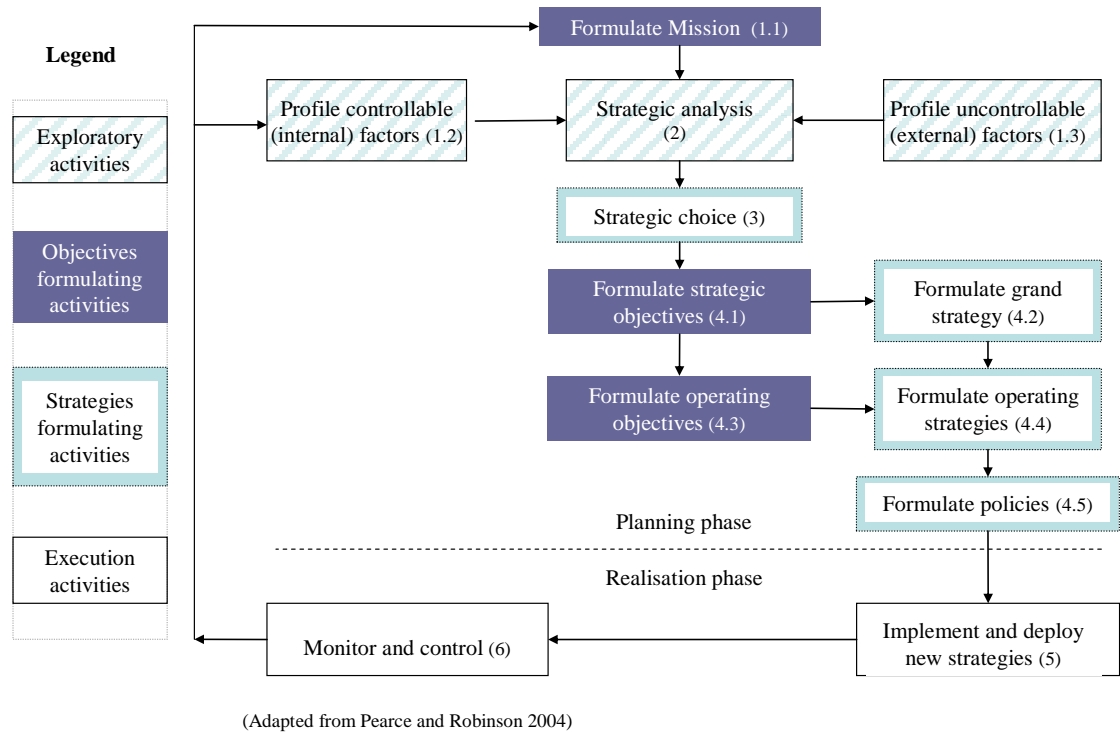 Legend
Exploratory
activities
Objectives
formulating
activities
Strategies
formulating
activities
Execution
activities
Formulate Mission (1.1)
Profile controllable
(internal) factors (1.2)
Strategic analysis
(2)
Profile uncontrollable
(external) factors (1.3)
Strategic choice (3)
Formulate strategic
objectives (4.1)
Formulate grand
strategy (4.2)
Formulate operating
objectives (4.3)
Formulate operating
strategies (4.4)
Formulate policies (4.5)
Planning phase
Realisation phase
Monitor and control (6)
Implement and deploy
new strategies (5)
(Adapted from Pearce and Robinson 2004)